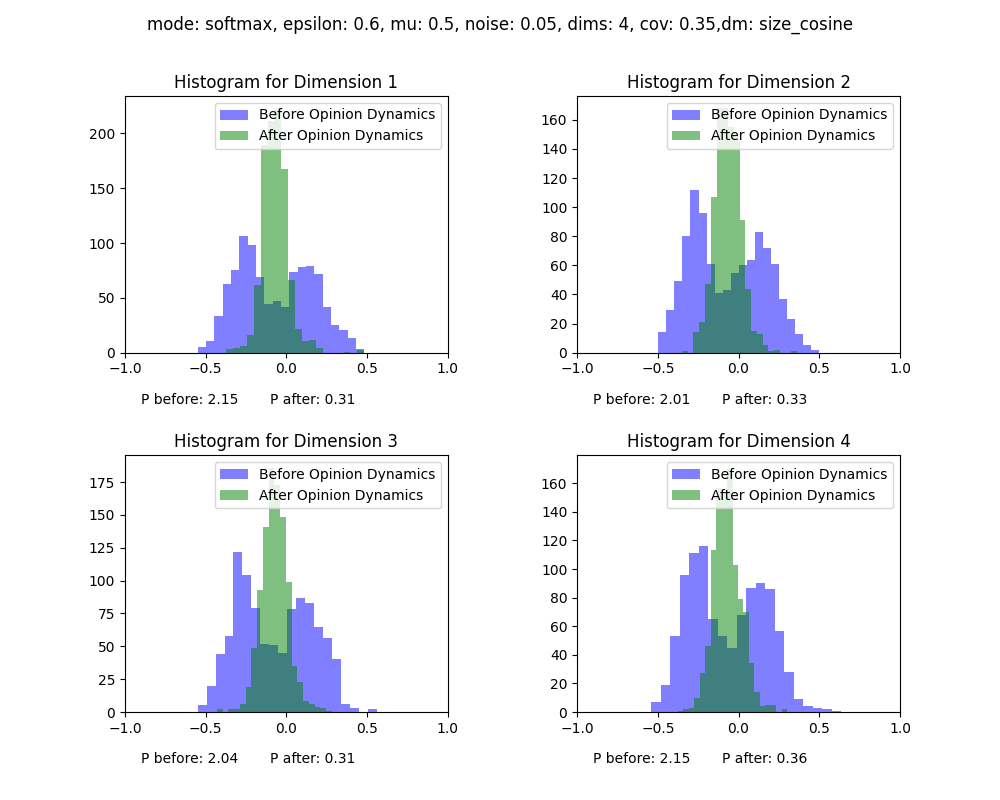 mode: softmax, epsilon: 0.6, mu: 0.5, noise: 0.05, dims: 4, cov: 0.35,dm: size_cosine
Histogram for Dimension 1
Before Opinion Dynamics
After Opinion Dynamics
200
150
100
50
0
−1.0 −0.5 0.0 0.5 1.0
P before: 2.15 P after: 0.31
Histogram for Dimension 2
Before Opinion Dynamics
After Opinion Dynamics
160
140
120
100
80
60
40
20
0
−1.0 −0.5 0.0 0.5 1.0
P before: 2.01 P after: 0.33
Histogram for Dimension 3
Before Opinion Dynamics
After Opinion Dynamics
175
150
125
100
75
50
25
0
−1.0 −0.5 0.0 0.5 1.0
P before: 2.04 P after: 0.31
Histogram for Dimension 4
Before Opinion Dynamics
After Opinion Dynamics
160
140
120
100
80
60
40
20
0
−1.0 −0.5 0.0 0.5 1.0
P before: 2.15 P after: 0.36